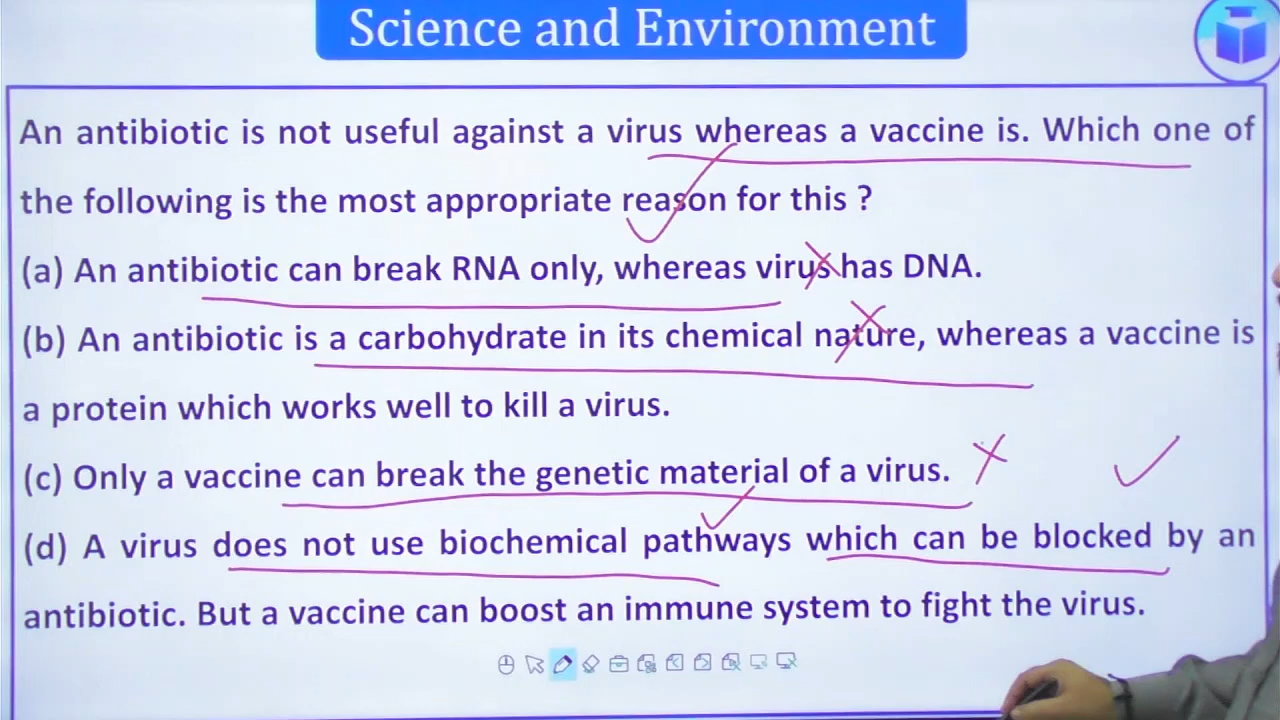 Science and Environment
An antibiotic is not useful against a virus whereas a vaccine is. Which one of
the following is the most appropriate reason for this ?
(a) An antibiotic can break RNA only, whereas virus has DNA.
(b) An antibiotic is a carbohydrate in its chemical nature, whereas a vaccine is
a protein which works well to kill a virus.
(c) Only a vaccine can break the genetic material of a virus.
(d) A virus does not use biochemical pathways which can be blocked by an
antibiotic. But a vaccine can boost an immune system to fight the virus.